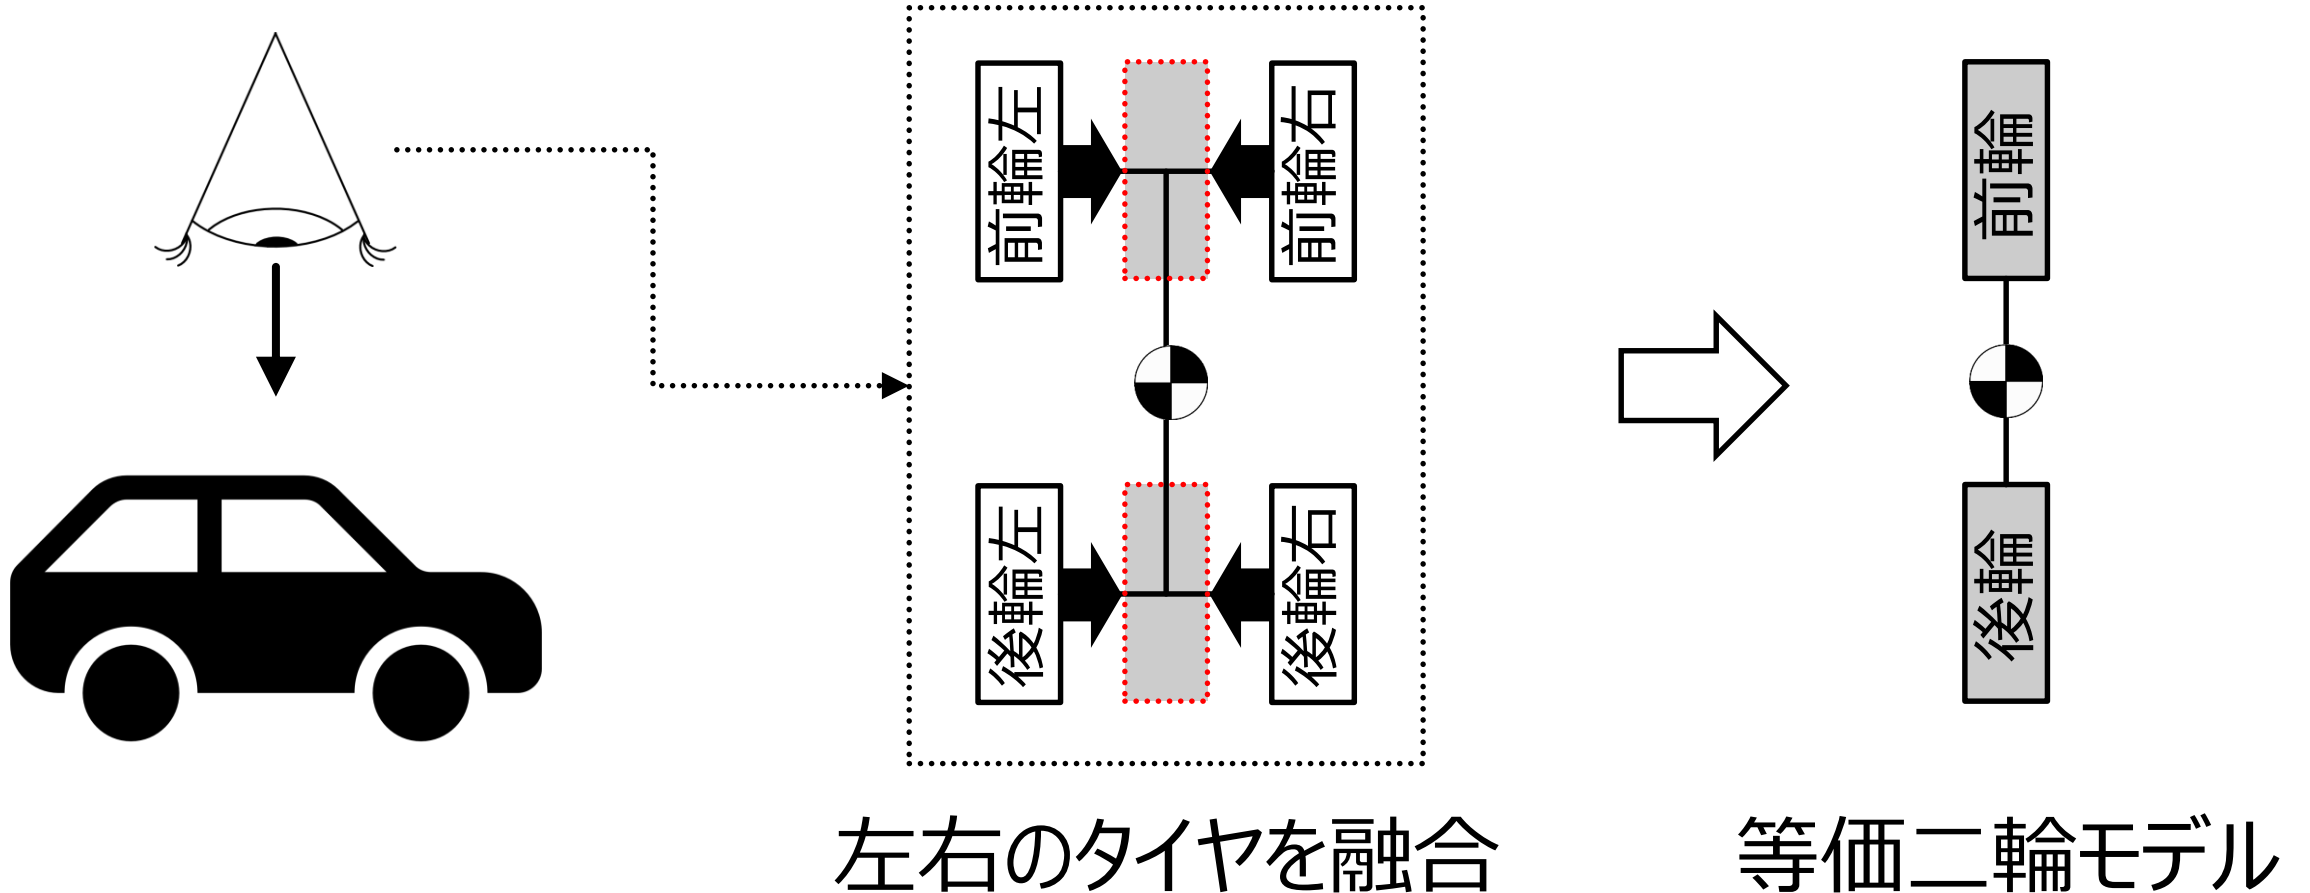 前輪左
前輪右
後輪左
後輪右
左右のタイヤを融合
前輪
後輪
等価二輪モデル